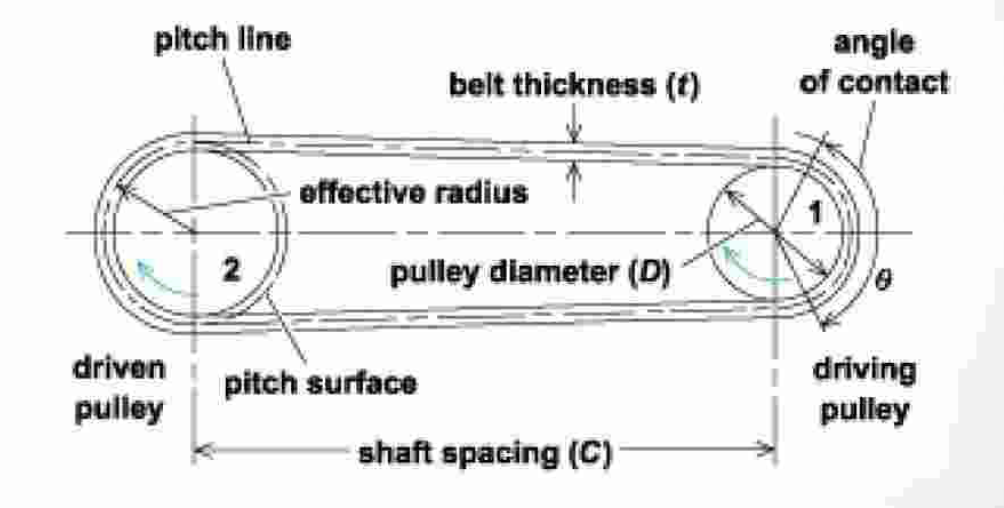 pitch line
angle
of contact
belt thickness (t)
effective radius
1
2
pulley diameter (D)
θ
driven
pulley
pitch surface
driving
pulley
shaft spacing (C)